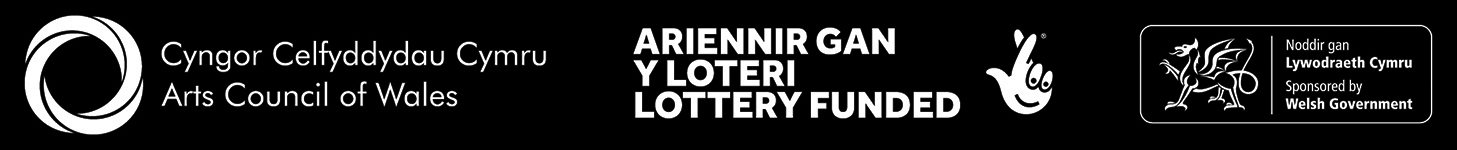 Cyngor Celfyddydau Cymru
Arts Council of Wales
ARIENNIR GAN
Y LOTERI
LOTTERY FUNDED
®
Noddir gan
Lywodraeth Cymru
Sponsored by
Welsh Government